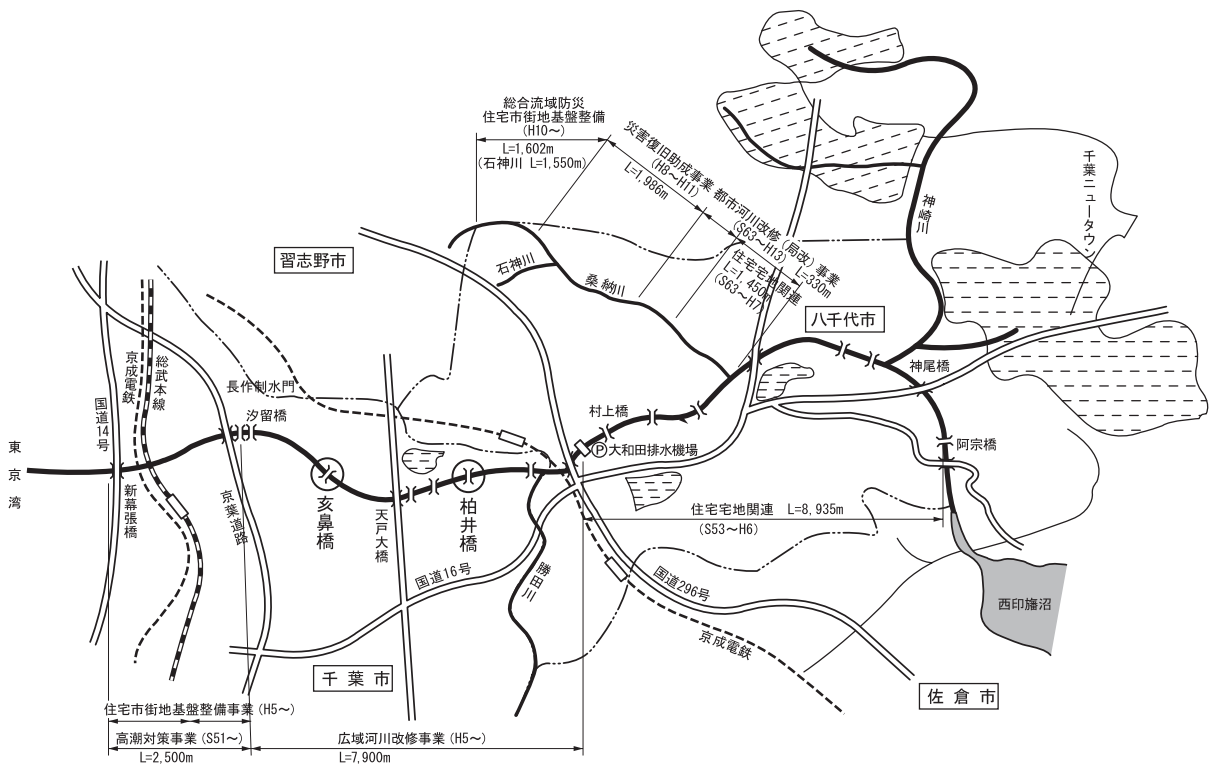 総合流域防災
住宅市街地基盤整備
(H10～)
L=1,602m
(石神川 L=1,550m)
災害復旧助成事業
(H8～H11)
L=1,986m
都市河川改修(局改)事業
(S63～H13) L=330m
住宅宅地関連
L=1,450m
(S63～H7)
千葉ニュータウン
神崎川
習志野市
石神川
桑納川
八千代市
神尾橋
京成電鉄
総武本線
長作制水門
国道14号
汐留橋
村上橋
Ⓟ大和田排水機場
阿宗橋
東京湾
新幕張橋
京葉道路
亥鼻橋
天戸大橋
柏井橋
住宅宅地関連 L=8,935m
(S53～H6)
国道16号
勝田川
国道296号
西印旛沼
京成電鉄
千葉市
佐倉市
住宅市街地基盤整備事業(H5～)
高潮対策事業(S51～)
L=2,500m
広域河川改修事業(H5～)
L=7,900m